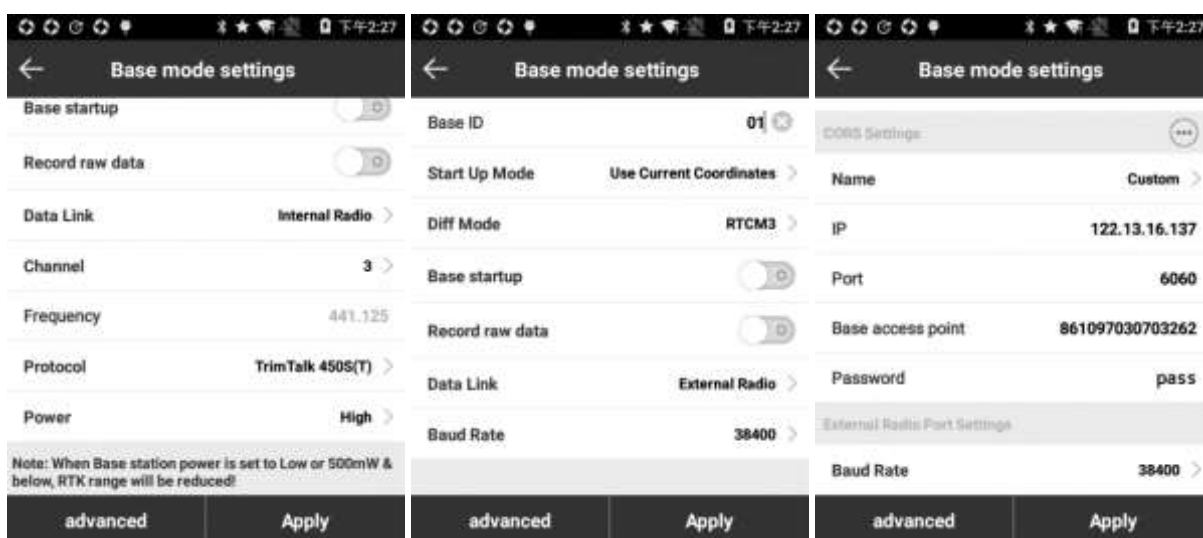 下午2:27
Base mode settings
Base startup
Record raw data
Data Link Internal Radio
Channel 3
Frequency 441.125
Protocol TrimTalk 450S(T)
Power High
Note: When Base station power is set to Low or 500mW &
below, RTK range will be reduced!
advanced Apply
下午2:27
Base mode settings
Base ID 01
Start Up Mode Use Current Coordinates
Diff Mode RTCM3
Base startup
Record raw data
Data Link External Radio
Baud Rate 38400
advanced Apply
下午2:27
Base mode settings
CORS Settings
Name Custom
IP 122.13.16.137
Port 6060
Base access point 861097030703262
Password pass
External Radio Port Settings
Baud Rate 38400
advanced Apply